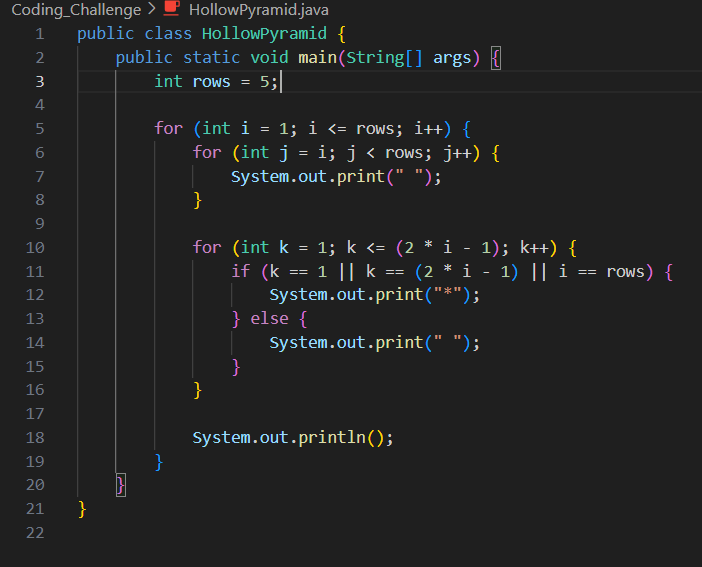 Coding_Challenge > HollowPyramid.java
1 public class HollowPyramid {
2     public static void main(String[] args) {
3         int rows = 5;
4
5         for (int i = 1; i <= rows; i++) {
6             for (int j = i; j < rows; j++) {
7                 System.out.print(" ");
8             }
9
10             for (int k = 1; k <= (2 * i - 1); k++) {
11                 if (k == 1 || k == (2 * i - 1) || i == rows) {
12                     System.out.print("*");
13                 } else {
14                     System.out.print(" ");
15                 }
16             }
17
18             System.out.println();
19         }
20     }
21 }
22